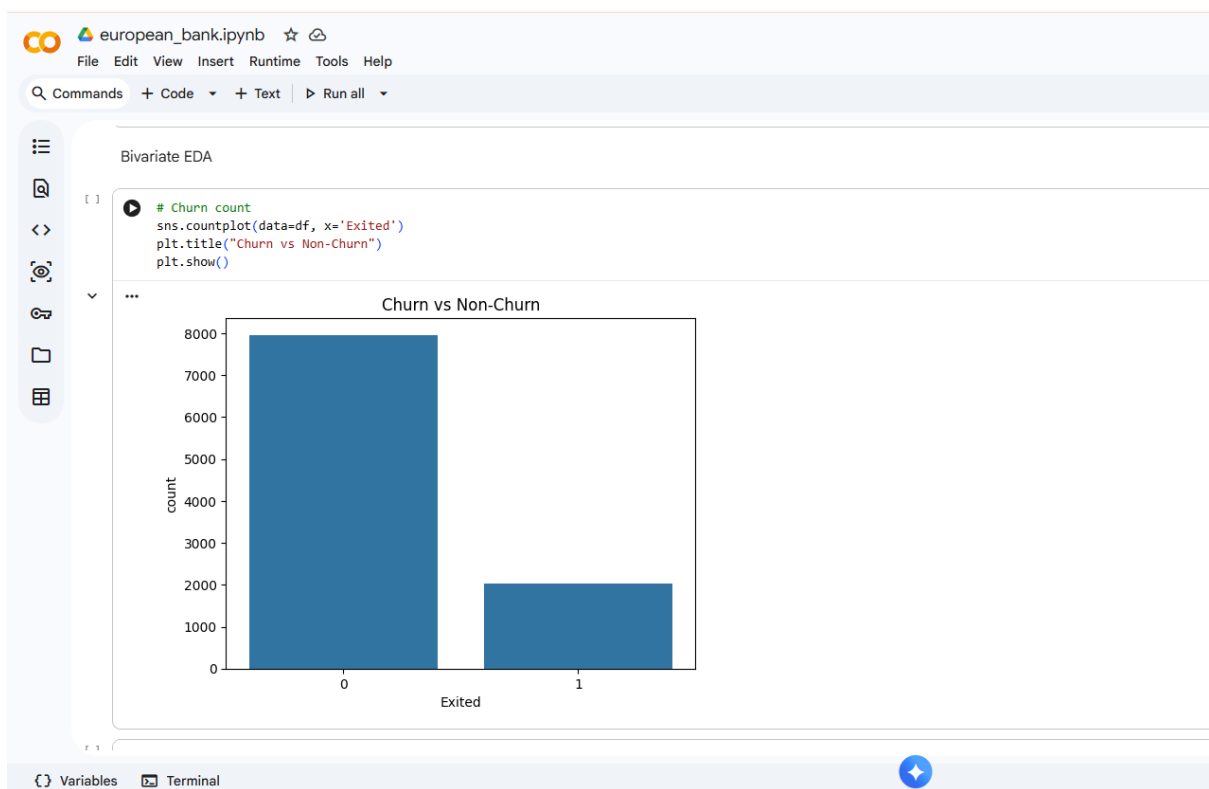 european_bank.ipynb
File Edit View Insert Runtime Tools Help
Commands + Code + Text Run all
Bivariate EDA
[ ]
# Churn count
sns.countplot(data=df, x='Exited')
plt.title("Churn vs Non-Churn")
plt.show()
Churn vs Non-Churn
8000
7000
6000
5000
4000
3000
2000
1000
0
count
0 1
Exited
{} Variables Terminal